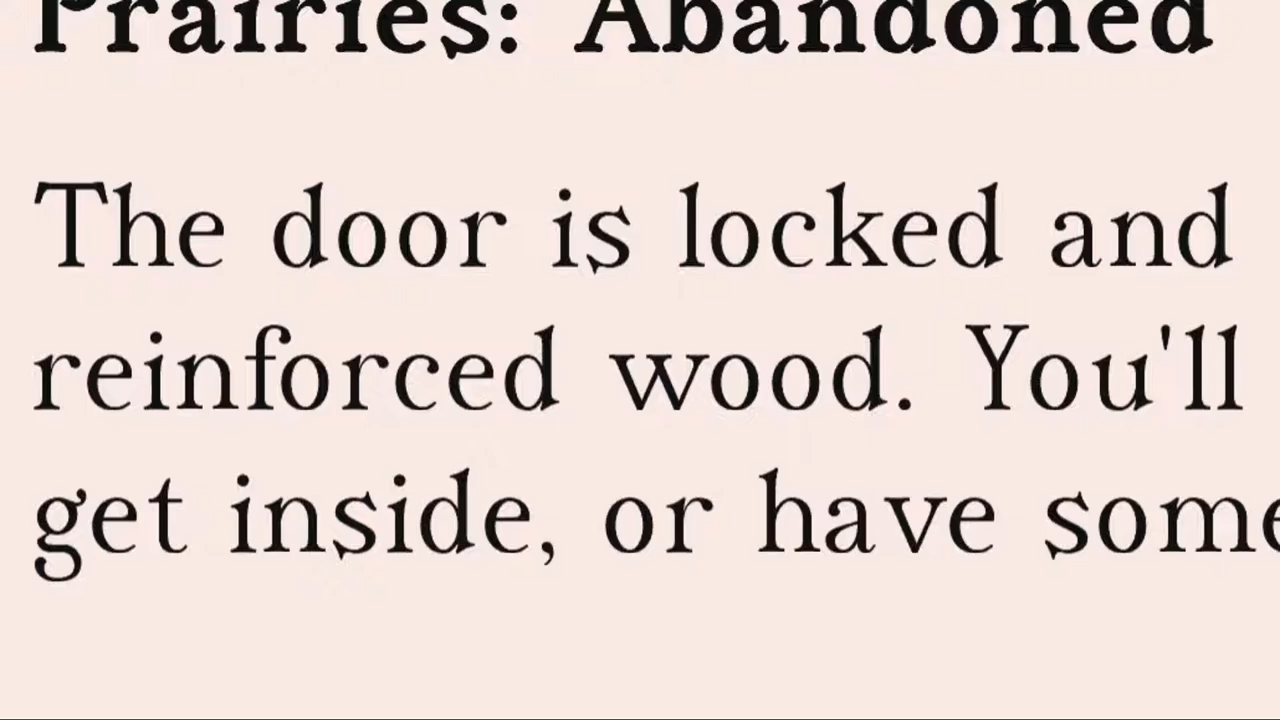 Prairies: Abandoned
The door is locked and
reinforced wood. You'll
get inside, or have some